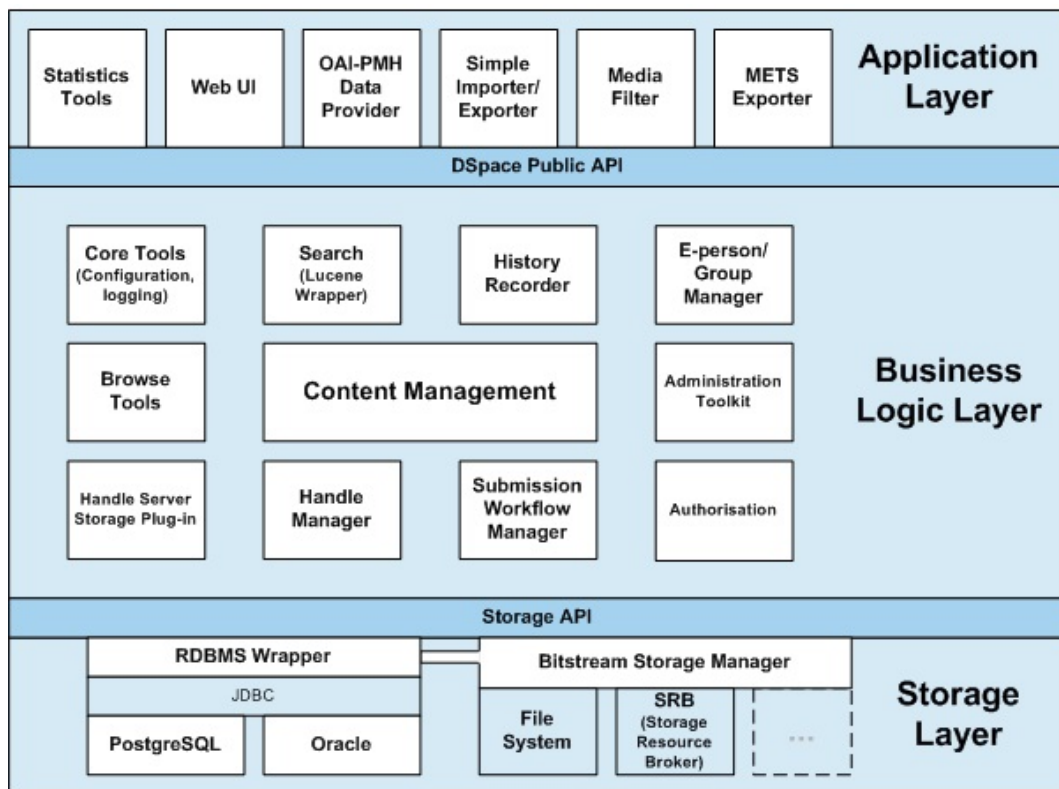 Statistics
Tools
Web UI
OAI-PMH
Data
Provider
Simple
Importer/
Exporter
Media
Filter
METS
Exporter
Application
Layer
DSpace Public API
Core Tools
(Configuration,
logging)
Search
(Lucene
Wrapper)
History
Recorder
E-person/
Group
Manager
Browse
Tools
Content Management
Administration
Toolkit
Business
Logic Layer
Handle Server
Storage Plug-in
Handle
Manager
Submission
Workflow
Manager
Authorisation
Storage API
RDBMS Wrapper
JDBC
PostgreSQL
Oracle
Bitstream Storage Manager
File
System
SRB
(Storage
Resource
Broker)
...
Storage
Layer